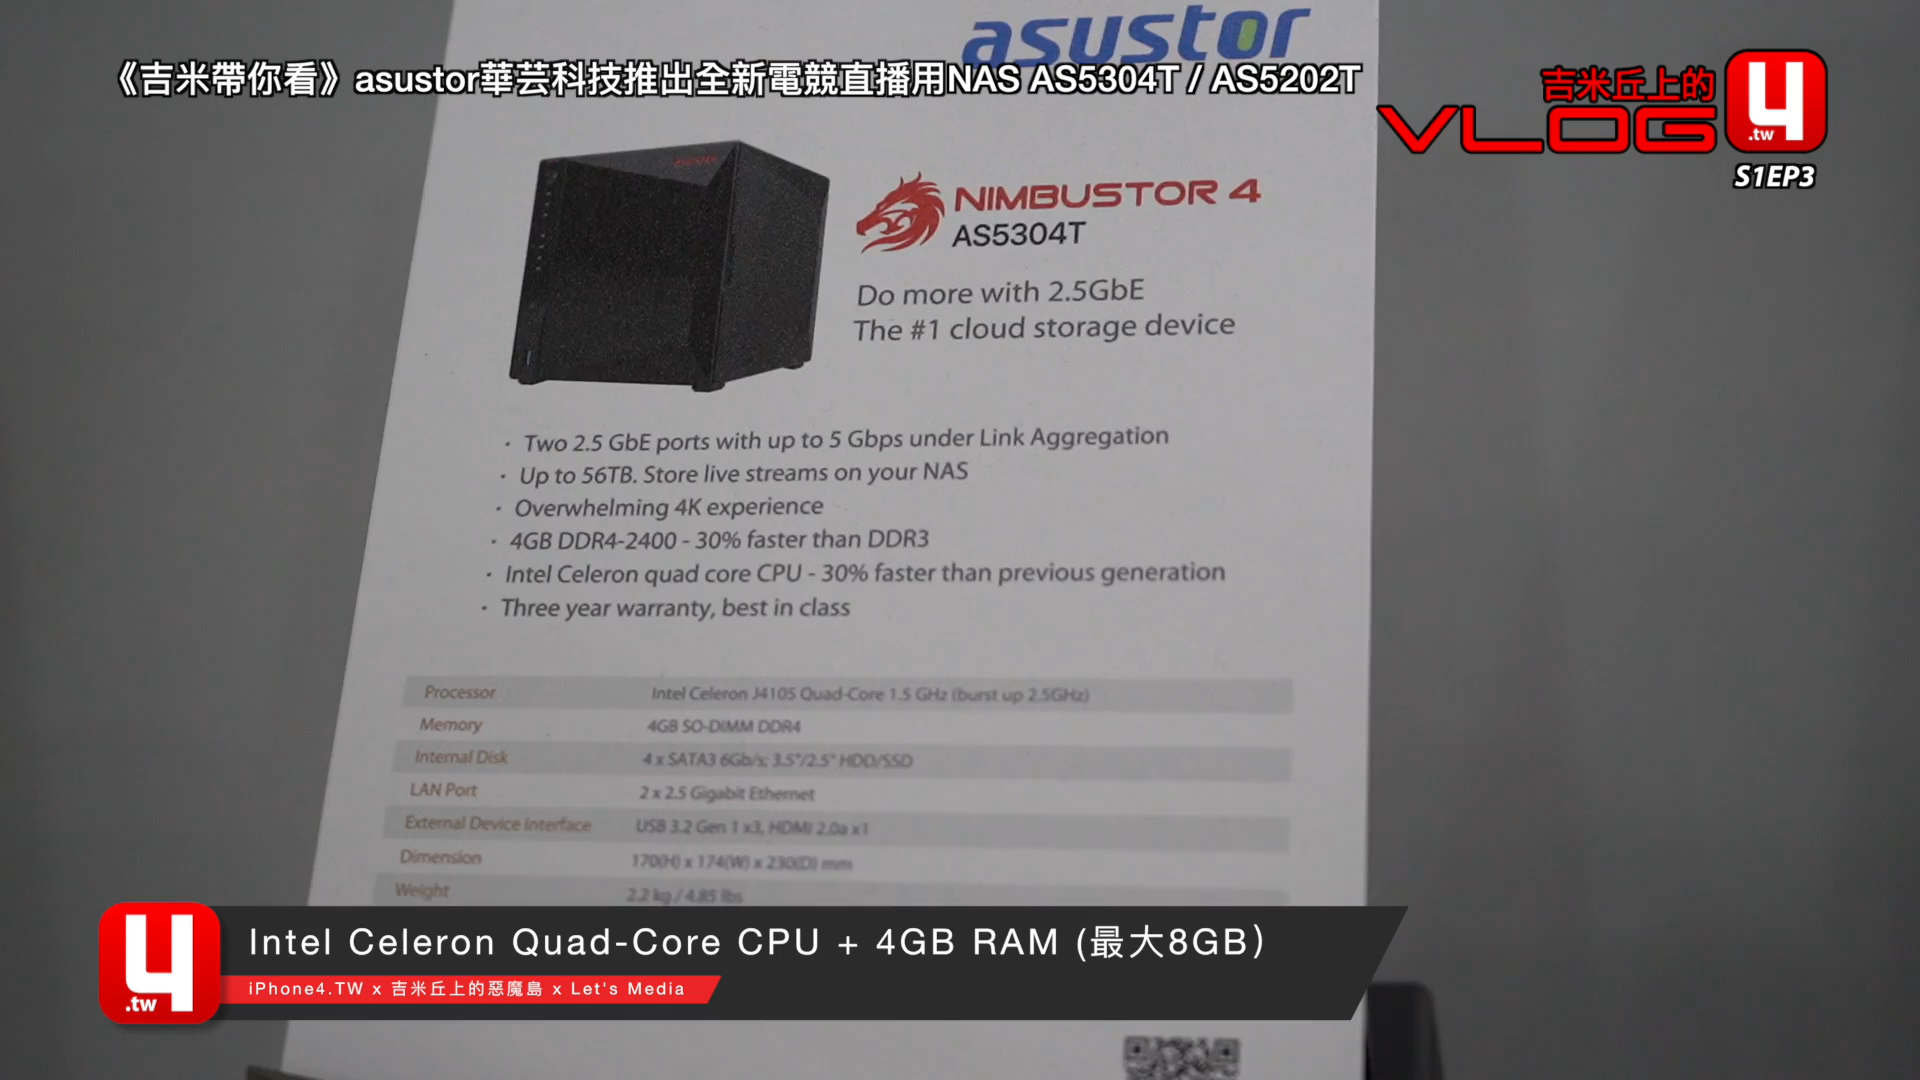 asustor
《吉米帶你看》asustor華芸科技推出全新電競直播用NAS AS5304T / AS5202T
吉米丘上的
VLOG
4
.tw
S1EP3
NIMBUSTOR 4
AS5304T
Do more with 2.5GbE
The #1 cloud storage device
· Two 2.5 GbE ports with up to 5 Gbps under Link Aggregation
· Up to 56TB. Store live streams on your NAS
· Overwhelming 4K experience
· 4GB DDR4-2400 - 30% faster than DDR3
· Intel Celeron quad core CPU - 30% faster than previous generation
· Three year warranty, best in class
Processor Intel Celeron J4105 Quad-Core 1.5 GHz (burst up 2.5GHz)
Memory 4GB SO-DIMM DDR4
Internal Disk 4 x SATA3 6Gb/s; 3.5"/2.5" HDD/SSD
LAN Port 2 x 2.5 Gigabit Ethernet
External Device Interface USB 3.2 Gen 1 x3, HDMI 2.0a x1
Dimension 170(H) x 174(W) x 230(D) mm
Weight 2.2 kg / 4.85 lbs
4
.tw
Intel Celeron Quad-Core CPU + 4GB RAM (最大8GB)
iPhone4.TW x 吉米丘上的惡魔島 x Let's Media